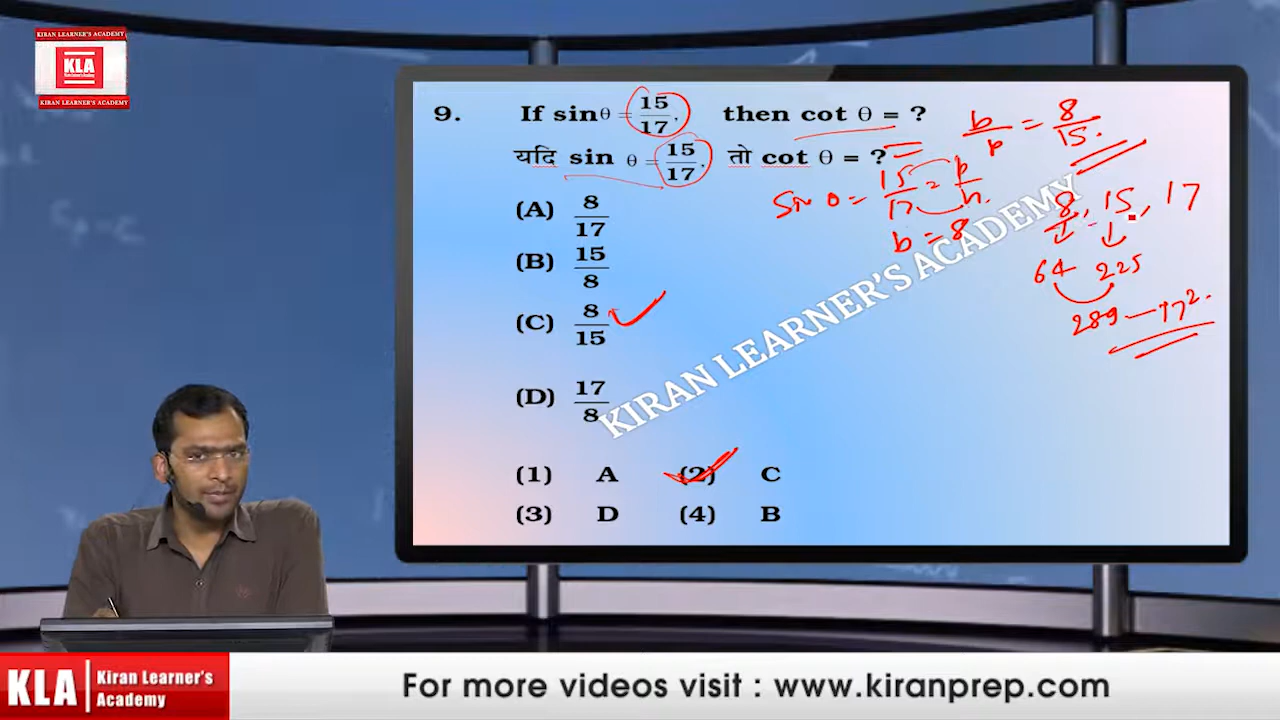 KIRAN LEARNER'S ACADEMY
KLA
Kiran Learner's Academy
KIRAN LEARNER'S ACADEMY
9. If sinθ = 15/17, then cot θ = ?
यदि sin θ = 15/17, तो cot θ = ?
(A) 8/17
(B) 15/8
(C) 8/15
(D) 17/8
(1) A (2) C
(3) D (4) B
b/p = 8/15.
Sin θ = 15/17 = p/h.
b = 8
8, 15, 17
64 225
289 – 17².
KIRAN LEARNER'S ACADEMY
KLA Kiran Learner's Academy
For more videos visit : www.kiranprep.com